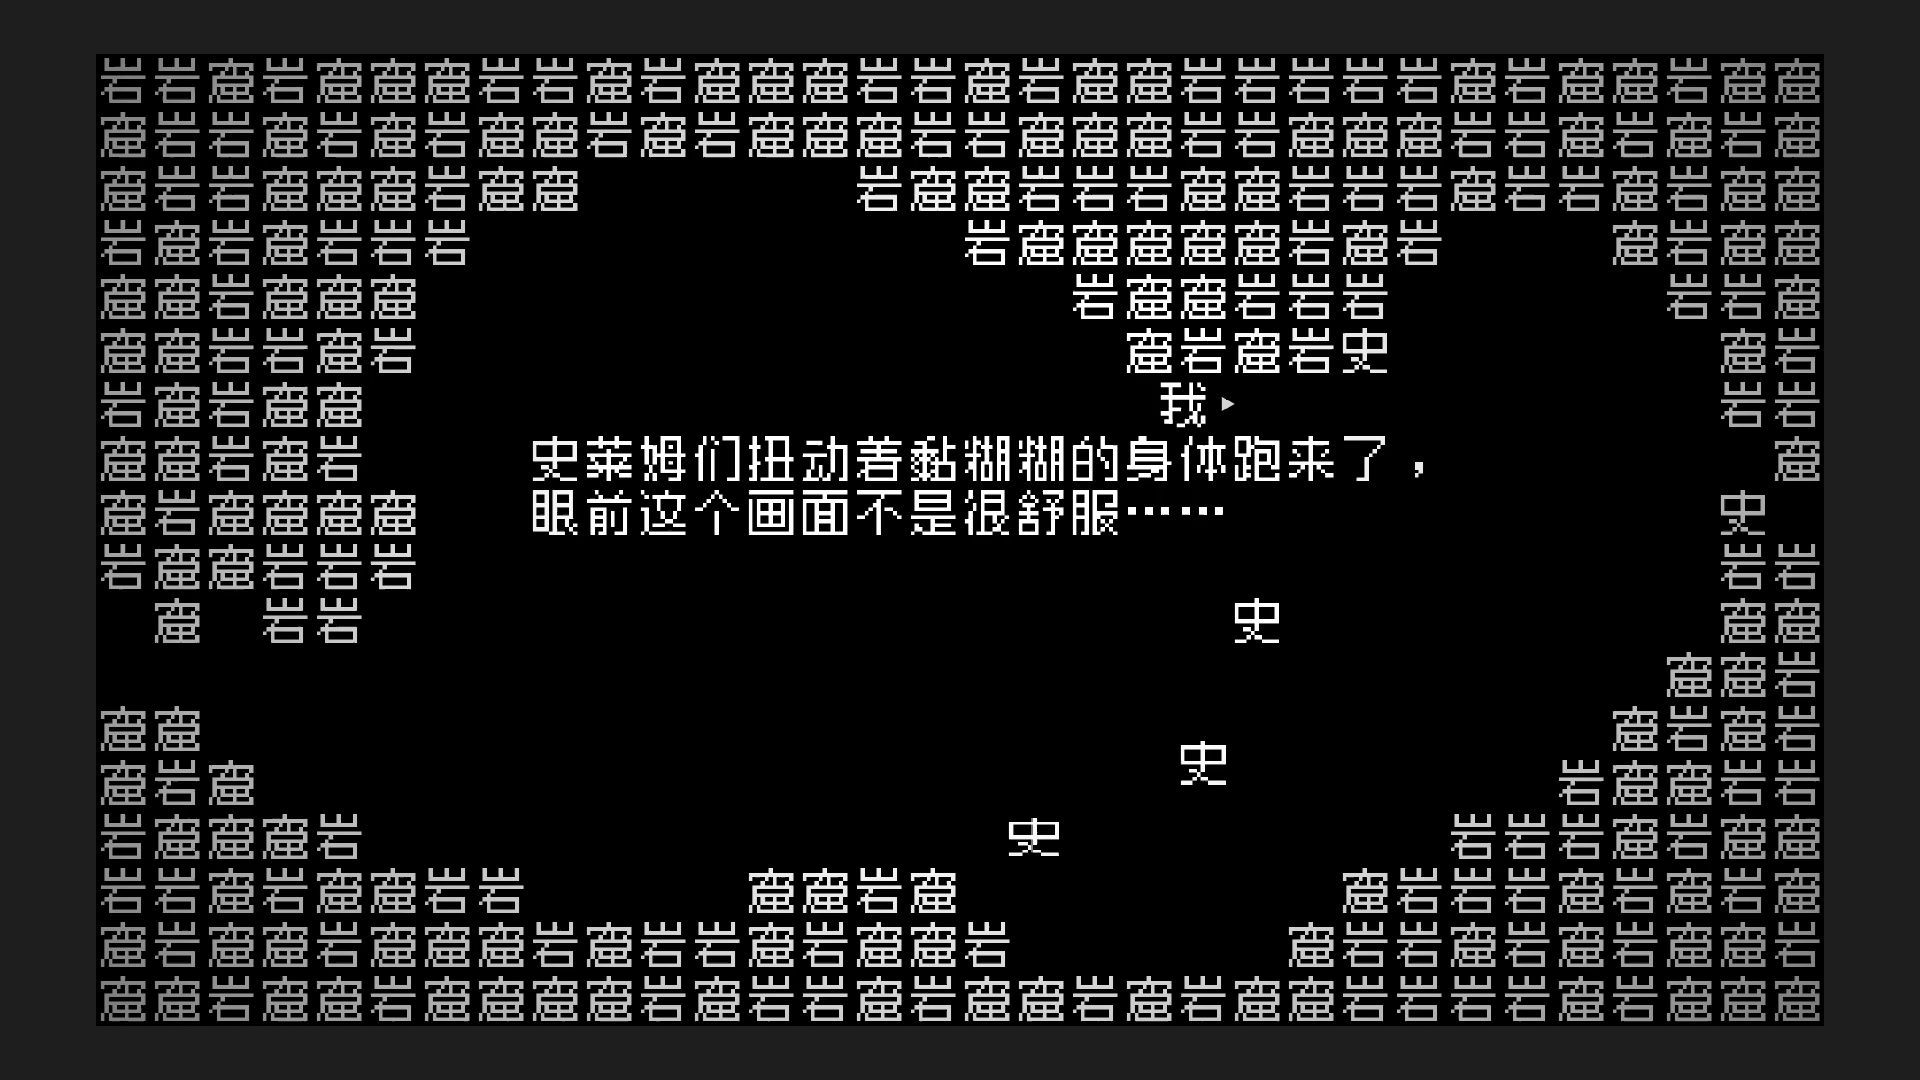 岩岩窟岩窟窟窟岩岩窟岩窟窟窟岩岩窟岩窟窟岩岩岩岩岩窟岩窟窟岩窟窟
窟岩岩窟岩窟岩窟窟岩窟岩窟窟窟岩岩窟窟窟岩岩窟窟窟岩岩窟岩窟岩窟
窟岩岩窟窟窟岩窟窟 岩窟窟岩岩岩窟窟岩岩岩窟岩岩窟岩窟窟
岩窟岩窟岩岩岩 岩窟窟窟窟窟岩窟岩 窟岩窟窟
窟窟岩窟窟窟 岩窟窟岩岩岩 岩岩窟
窟窟岩岩窟岩 窟岩窟岩史 窟岩
岩窟岩窟窟 我 岩岩
窟窟岩窟岩 史莱姆们扭动着黏糊糊的身体跑来了， 窟
窟岩窟窟窟窟 眼前这个画面不是很舒服…… 史
岩窟窟岩岩岩 岩岩
窟 岩岩 史 窟窟
窟窟岩
窟窟 窟岩窟岩
窟岩窟 史 岩窟窟岩岩
岩窟窟窟岩 史 岩岩岩窟岩窟窟
岩岩窟岩窟窟岩岩 窟窟岩窟 窟岩岩岩窟岩窟岩窟
窟岩窟窟岩窟窟窟岩窟岩岩窟岩窟窟岩 窟岩岩窟岩窟岩窟窟岩
窟窟岩窟窟岩窟窟窟窟岩窟岩岩窟岩窟窟岩窟岩窟窟岩岩岩岩窟岩窟窟窟